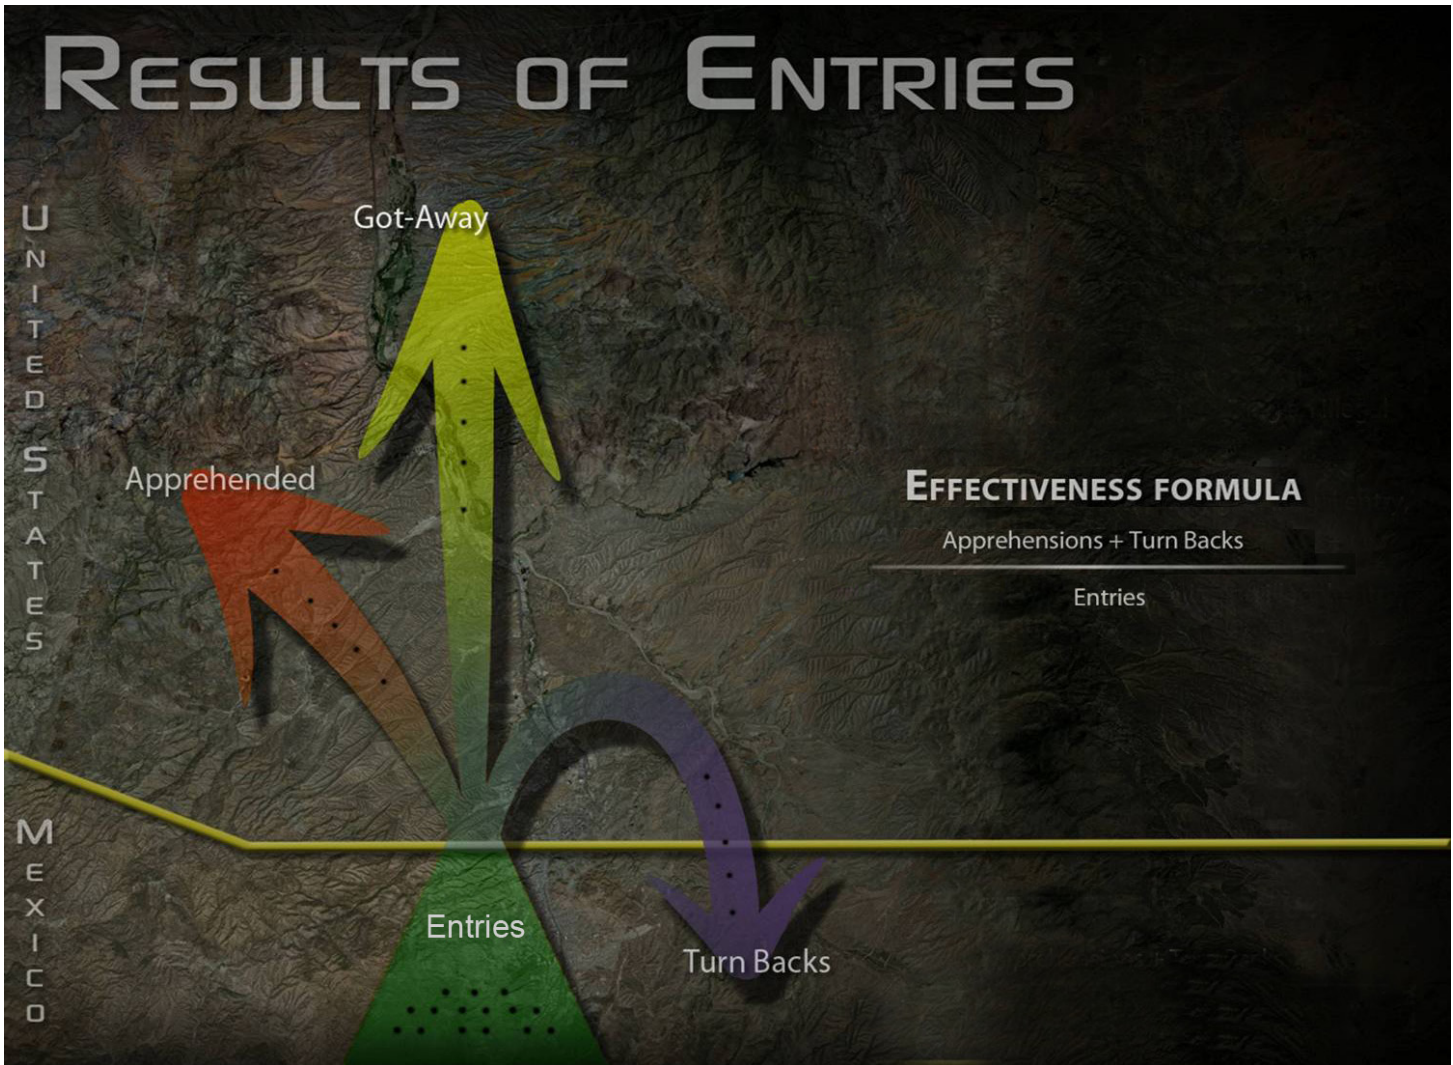 RESULTS OF ENTRIES
UNITED STATES
Got-Away
Apprehended
EFFECTIVENESS FORMULA
Apprehensions + Turn Backs
Entries
MEXICO
Entries
Turn Backs